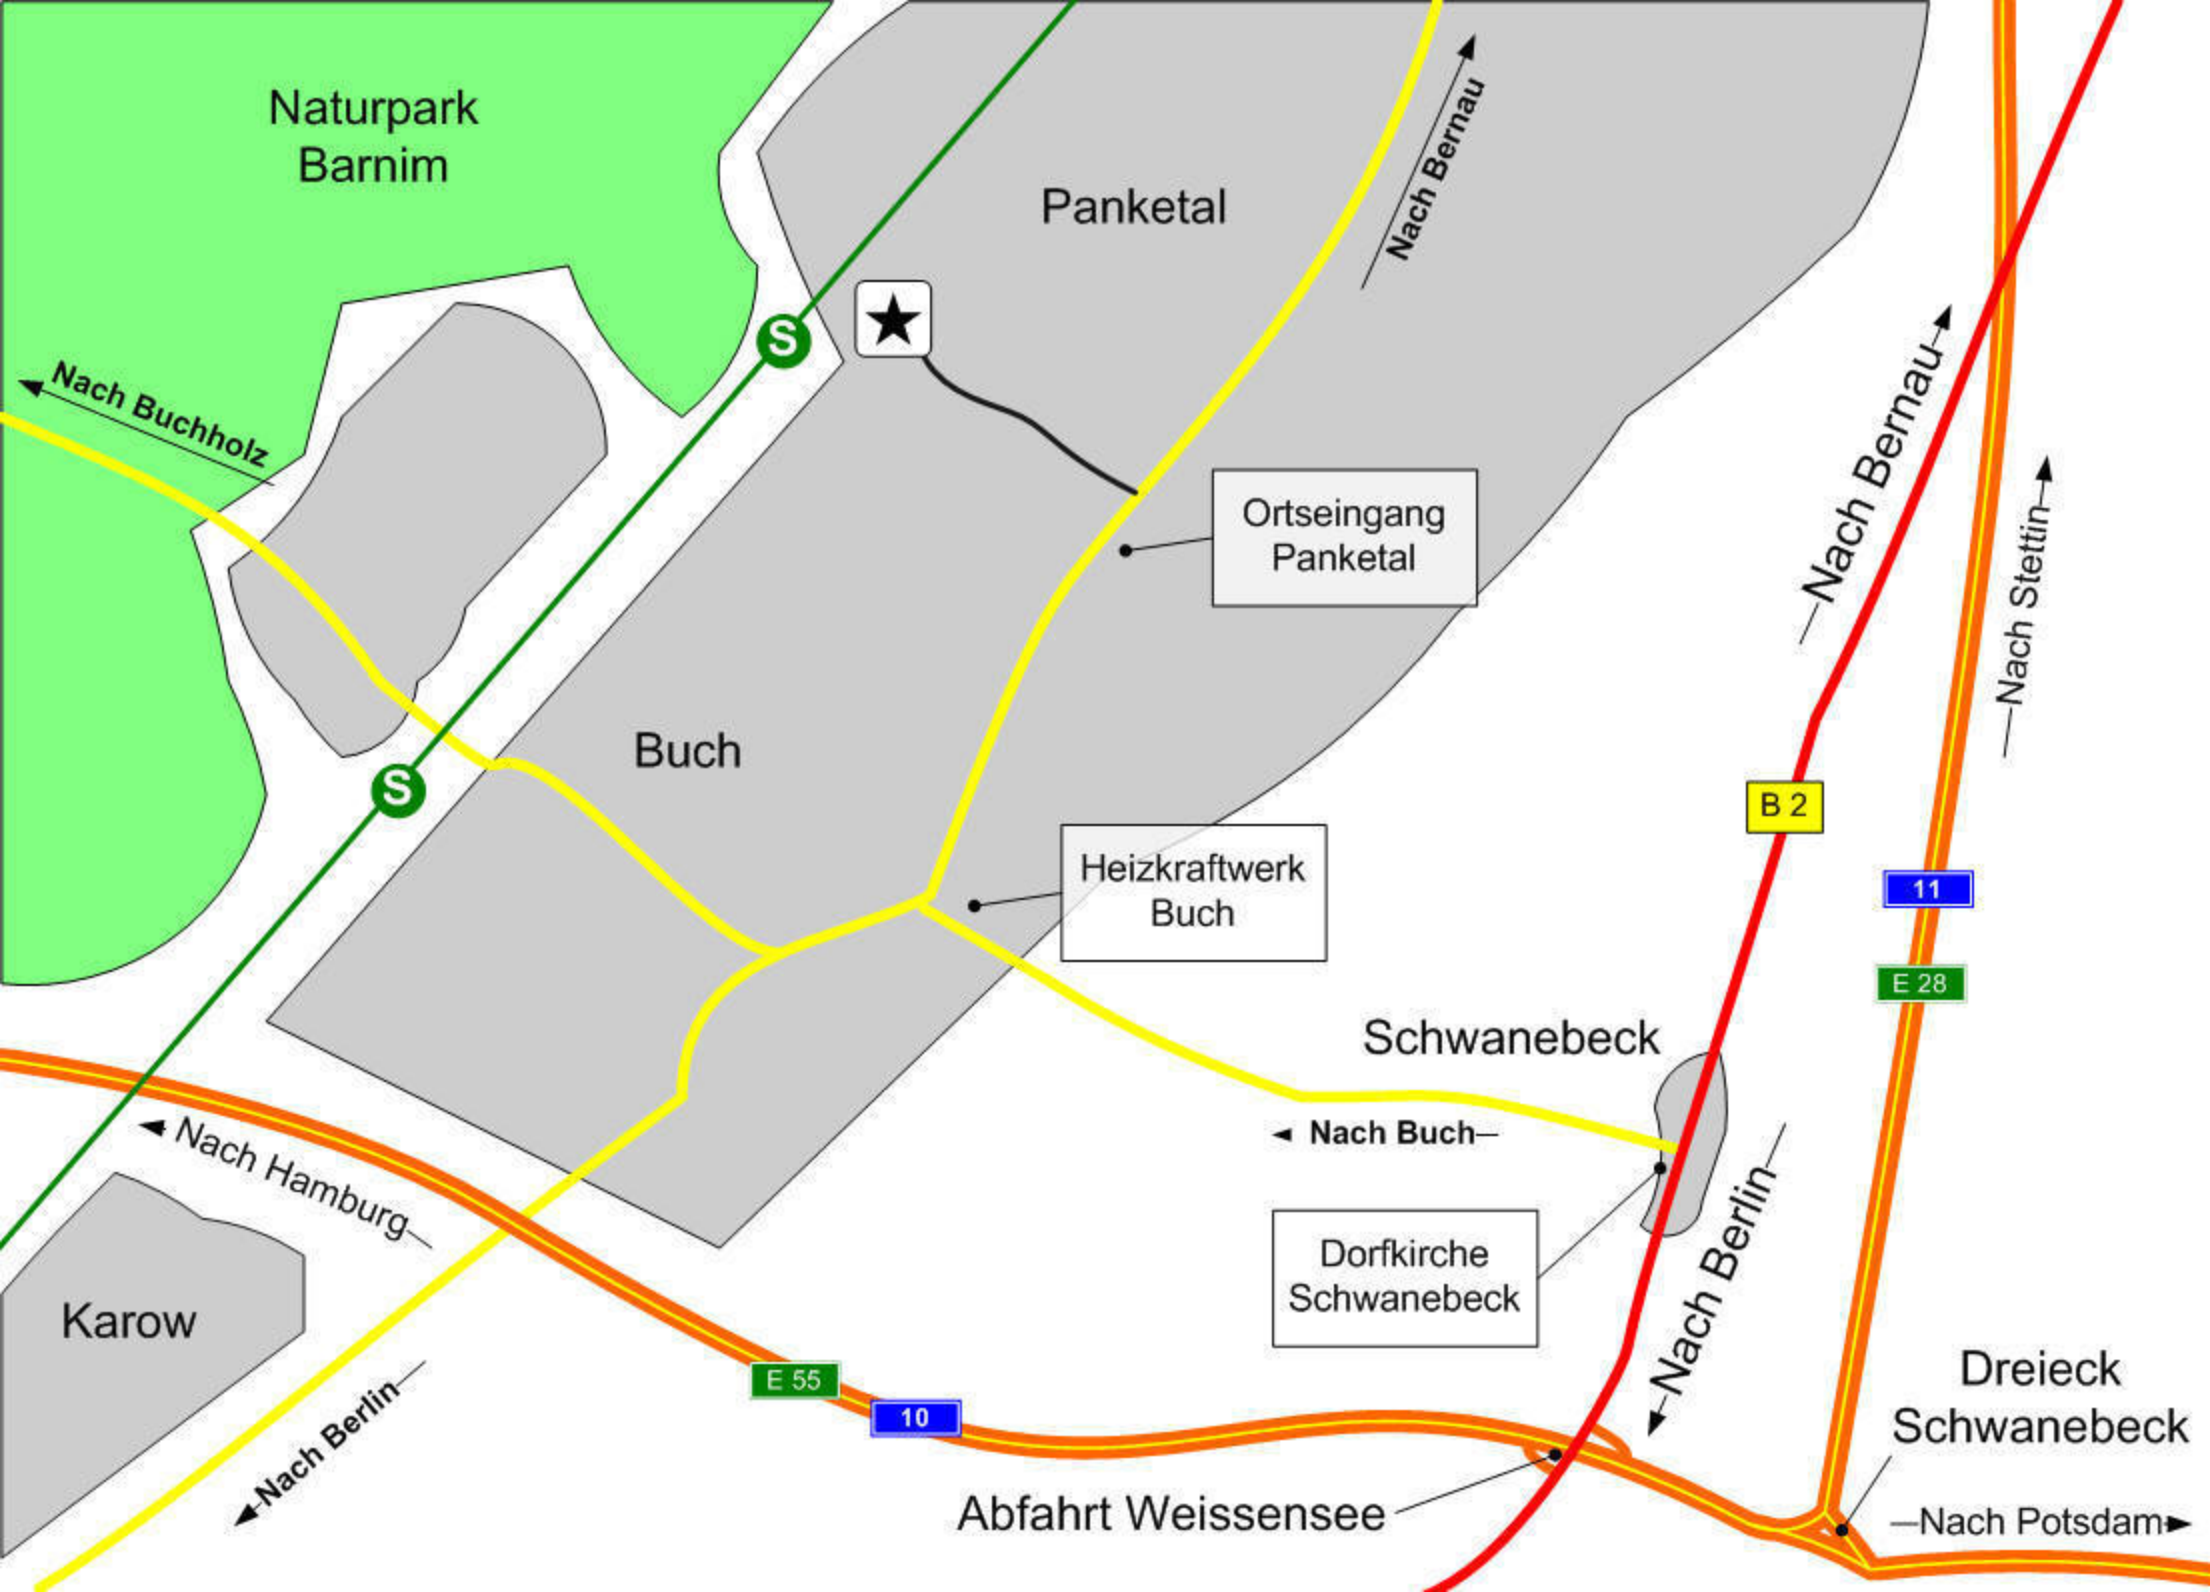 Naturpark
Barnim
Panketal
Nach Bernau
S
Nach Buchholz
Ortseingang
Panketal
Nach Bernau
Nach Stettin
Buch
S
B 2
Heizkraftwerk
Buch
11
E 28
Schwanebeck
Nach Buch
Nach Hamburg
Dorfkirche
Schwanebeck
Nach Berlin
Karow
E 55
10
Nach Berlin
Dreieck
Schwanebeck
Abfahrt Weissensee
Nach Potsdam